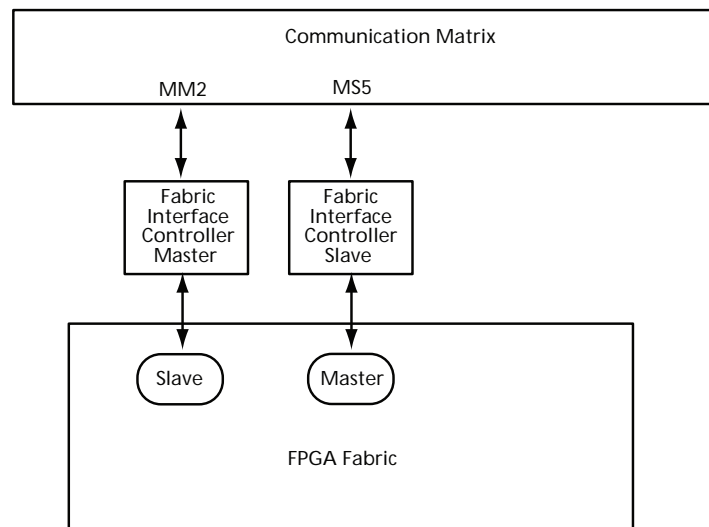 Communication Matrix
MM2
MS5
Fabric
Interface
Controller
Master
Fabric
Interface
Controller
Slave
Slave
Master
FPGA Fabric